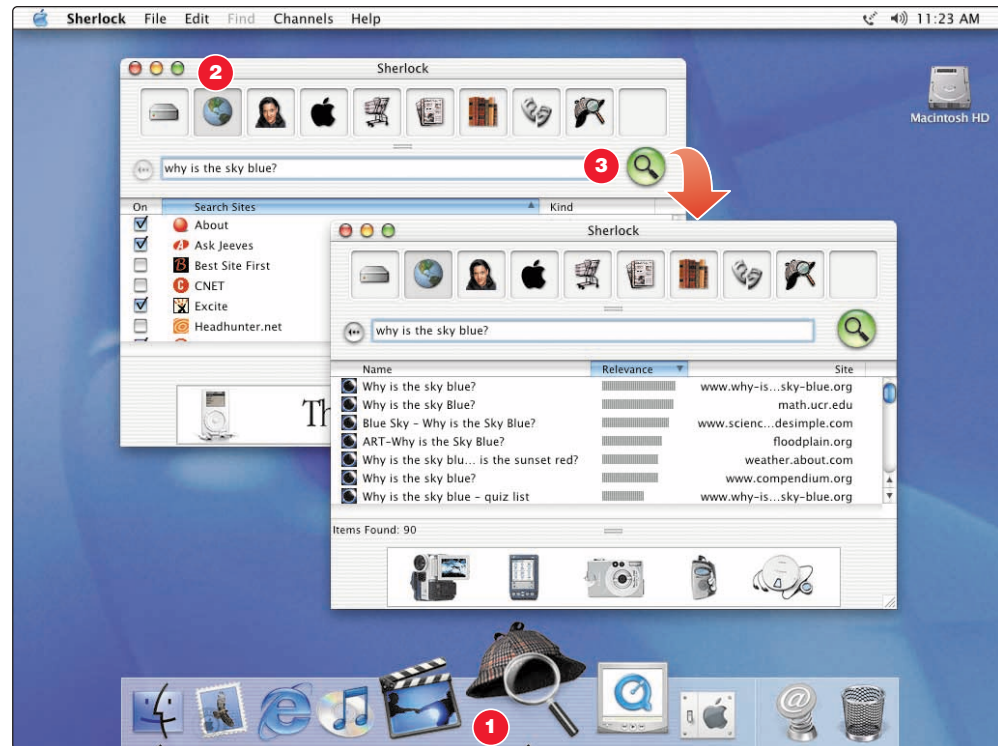 Sherlock File Edit Find Channels Help 11:23 AM
2
Sherlock
Macintosh HD
why is the sky blue?
3
On Search Sites Kind
About
Ask Jeeves
Best Site First
CNET
Excite
Headhunter.net
Th
Sherlock
why is the sky blue?
Name Relevance Site
Why is the sky blue? www.why-is...sky-blue.org
Why is the sky Blue? math.ucr.edu
Blue Sky – Why is the Sky Blue? www.scienc...desimple.com
ART-Why is the Sky Blue? floodplain.org
Why is the sky blu... is the sunset red? weather.about.com
Why is the sky blue? www.compendium.org
Why is the sky blue – quiz list www.why-is...sky-blue.org
Items Found: 90
1